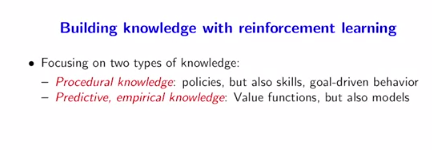 Building knowledge with reinforcement learning
• Focusing on two types of knowledge:
– Procedural knowledge: policies, but also skills, goal-driven behavior
– Predictive, empirical knowledge: Value functions, but also models